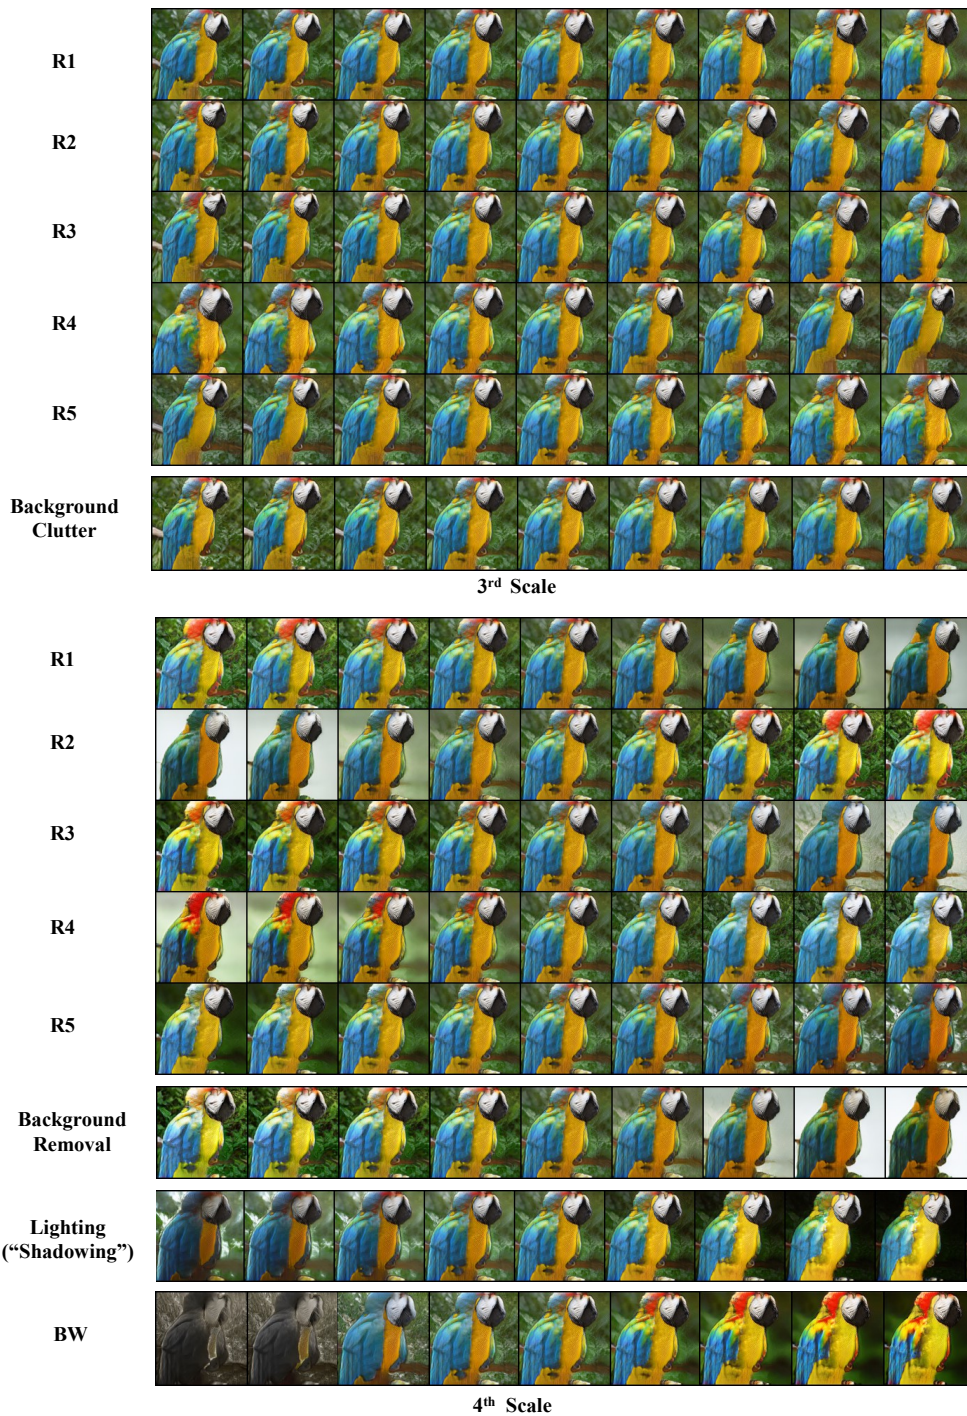 R1
R2
R3
R4
R5
Background
Clutter
3rd Scale
R1
R2
R3
R4
R5
Background
Removal
Lighting
(“Shadowing”)
BW
4th Scale